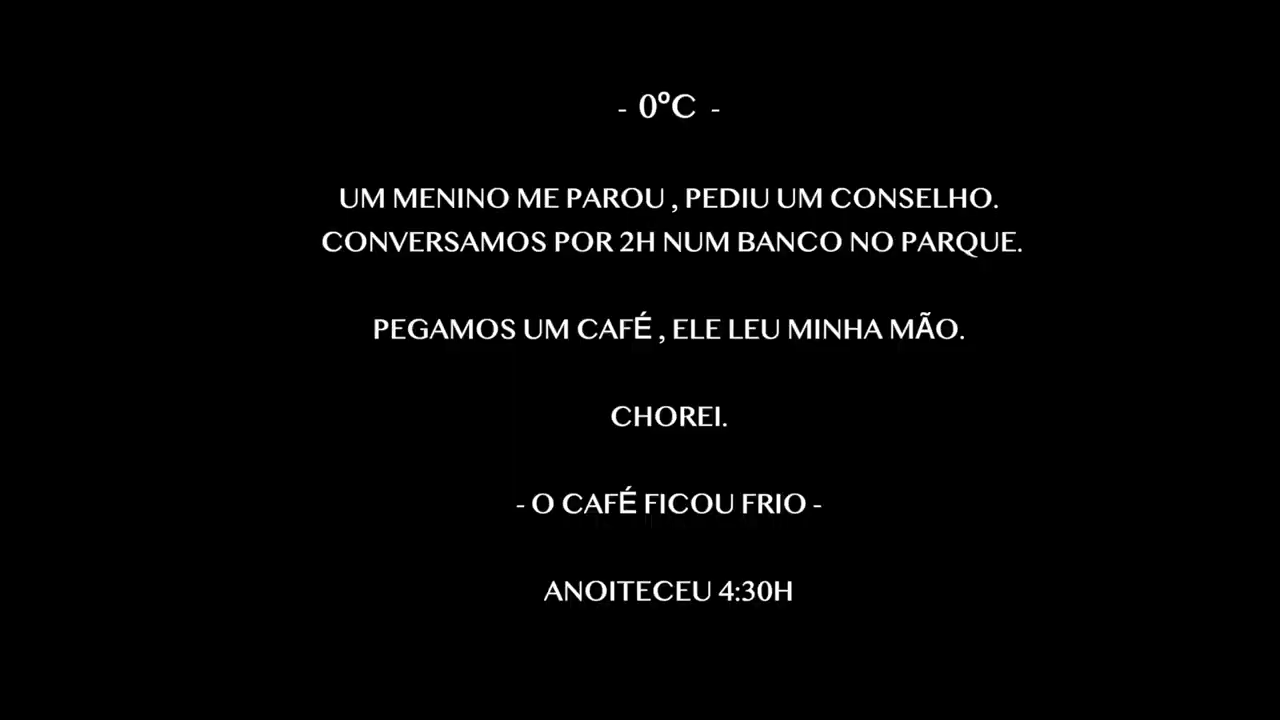 - 0ºC -
UM MENINO ME PAROU , PEDIU UM CONSELHO.
CONVERSAMOS POR 2H NUM BANCO NO PARQUE.
PEGAMOS UM CAFÉ , ELE LEU MINHA MÃO.
CHOREI.
- O CAFÉ FICOU FRIO -
ANOITECEU 4:30H